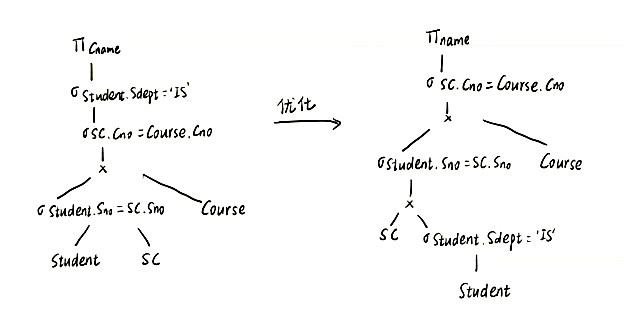 Π Cname
σ Student.Sdept = 'IS'
σ SC.Cno = Course.Cno
×
σ Student.Sno = SC.Sno
Course
Student
SC
优化
Π name
σ SC.Cno = Course.Cno
×
σ Student.Sno = SC.Sno
Course
×
SC
σ Student.Sdept = 'IS'
Student